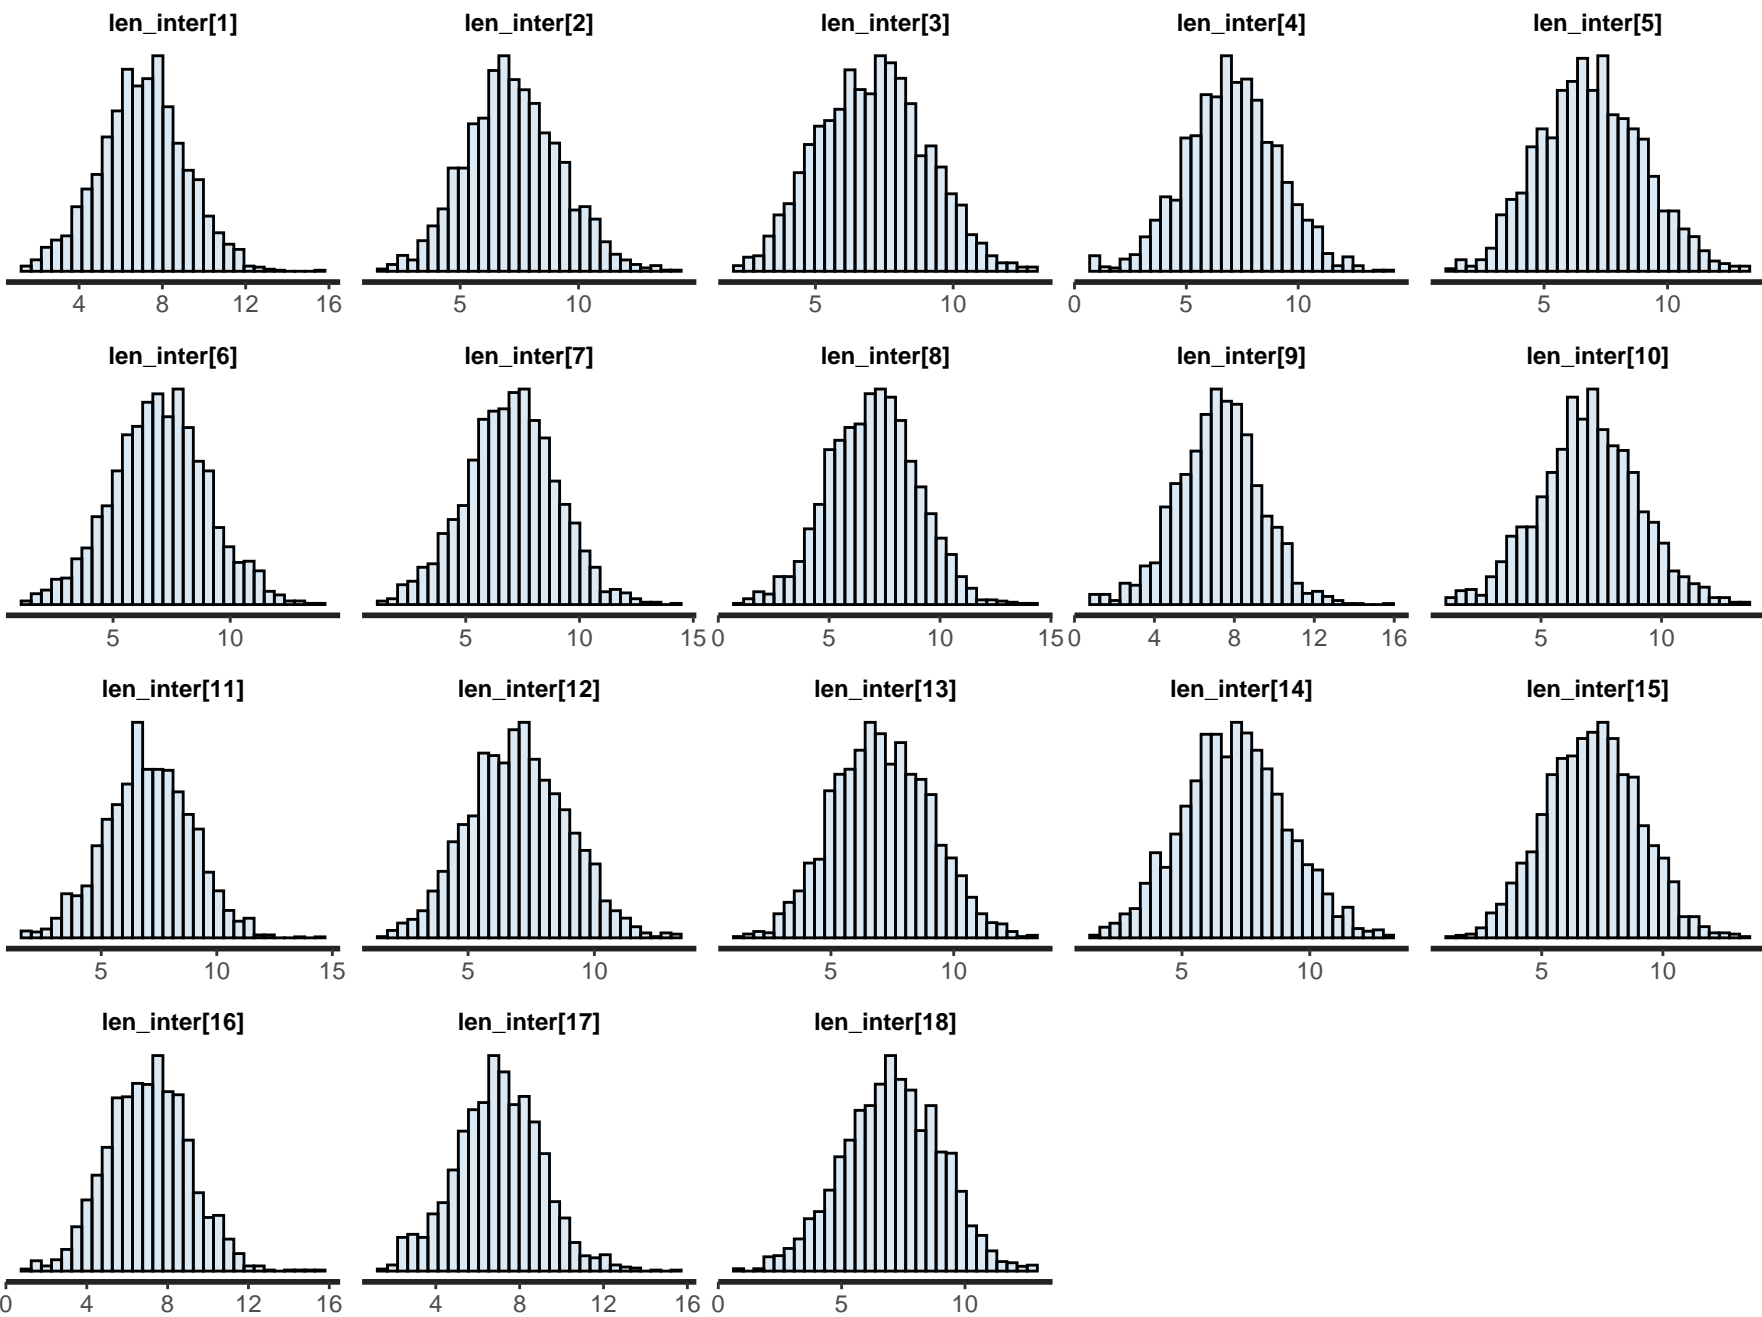 len_inter[1] len_inter[2] len_inter[3] len_inter[4] len_inter[5]
4 8 12 16 5 10 5 10 0 5 10 5 10
len_inter[6] len_inter[7] len_inter[8] len_inter[9] len_inter[10]
5 10 5 10 15 0 5 10 15 0 4 8 12 16 5 10
len_inter[11] len_inter[12] len_inter[13] len_inter[14] len_inter[15]
5 10 15 5 10 5 10 5 10 5 10
len_inter[16] len_inter[17] len_inter[18]
0 4 8 12 16 4 8 12 16 0 5 10